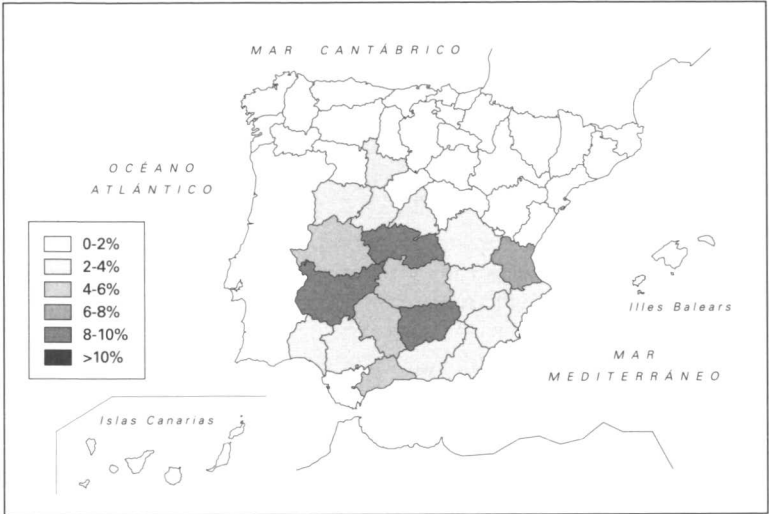 MAR CANTÁBRICO
OCÉANO
ATLÁNTICO
0-2%
2-4%
4-6%
6-8%
8-10%
>10%
Illes Balears
MAR
MEDITERRÁNEO
Islas Canarias